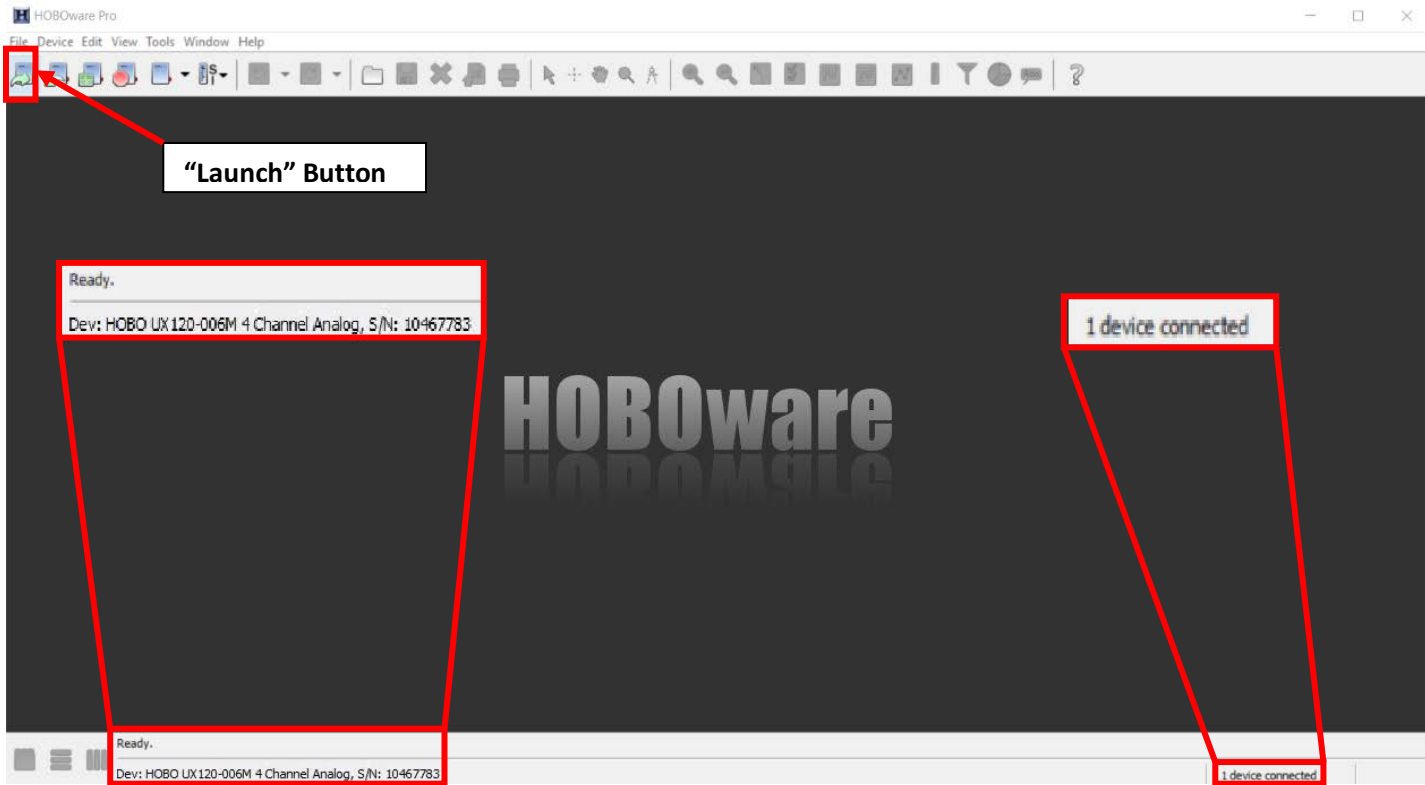 HOBOware Pro
File Device Edit View Tools Window Help
“Launch” Button
Ready.
Dev: HOBO UX120-006M 4 Channel Analog, S/N: 10467783
1 device connected
HOBOware
Ready.
Dev: HOBO UX120-006M 4 Channel Analog, S/N: 10467783
1 device connected